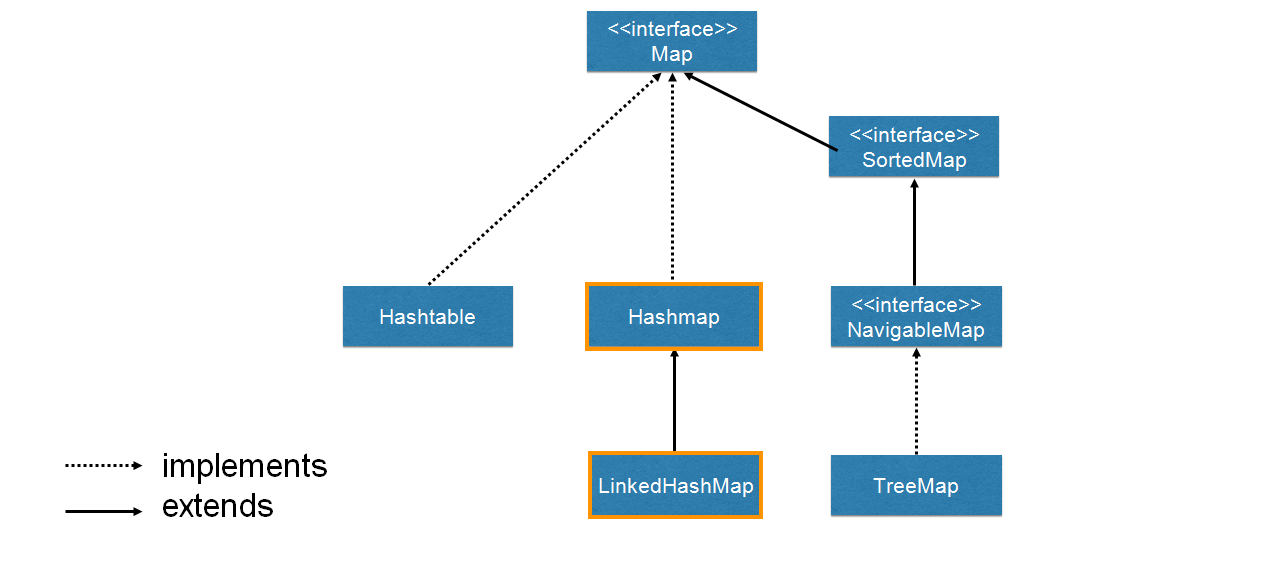 <<interface>>
Map
<<interface>>
SortedMap
Hashtable
Hashmap
<<interface>>
NavigableMap
LinkedHashMap
TreeMap
implements
extends